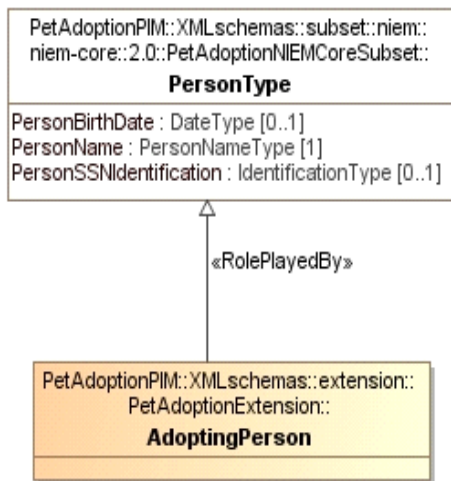 PetAdoptionPIM::XMLschemas::subset::niem::
niem-core::2.0::PetAdoptionNIEMCoreSubset::
PersonType
PersonBirthDate : DateType [0..1]
PersonName : PersonNameType [1]
PersonSSNIdentification : IdentificationType [0..1]
«RolePlayedBy»
PetAdoptionPIM::XMLschemas::extension::
PetAdoptionExtension::
AdoptingPerson